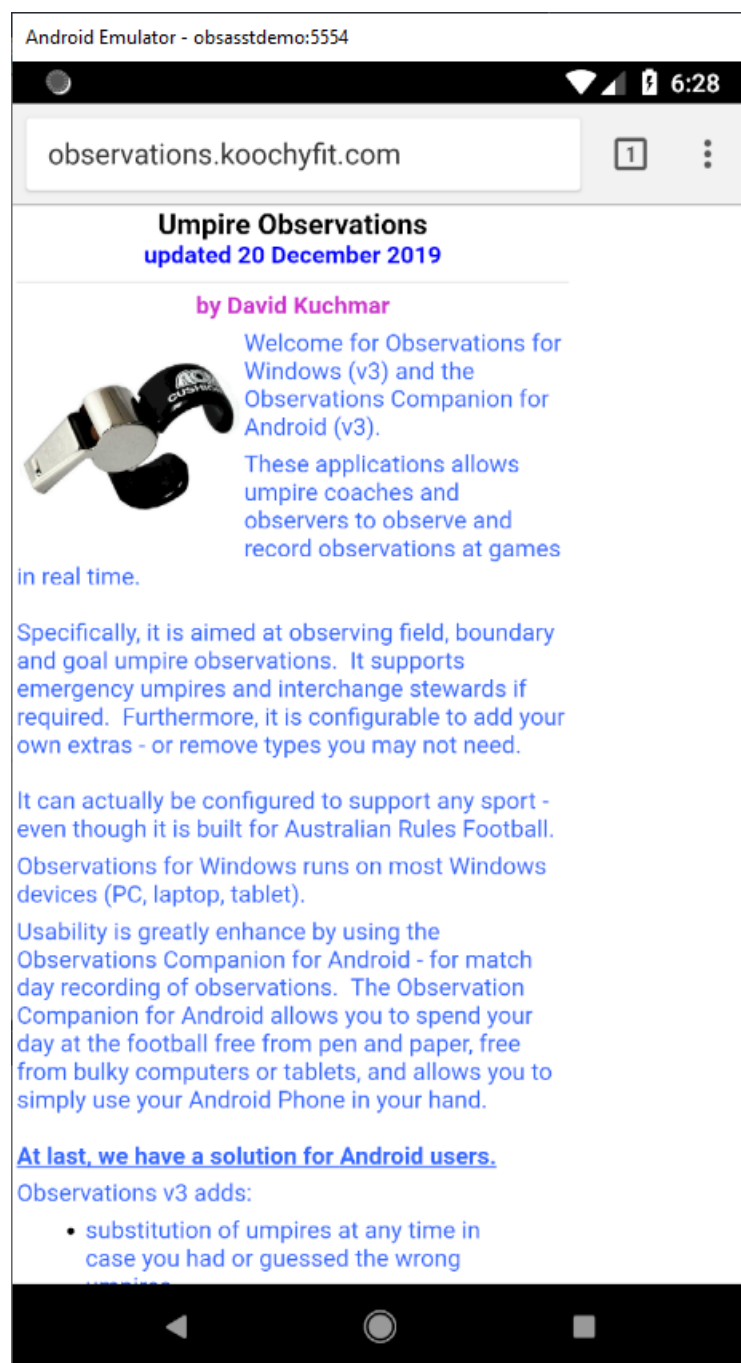 Android Emulator - obsasstdemo:5554
6:28
observations.koochyfit.com
1
Umpire Observations
updated 20 December 2019
by David Kuchmar
ACME
CUSHION
Welcome for Observations for
Windows (v3) and the
Observations Companion for
Android (v3).
These applications allows
umpire coaches and
observers to observe and
record observations at games
in real time.
Specifically, it is aimed at observing field, boundary
and goal umpire observations.  It supports
emergency umpires and interchange stewards if
required.  Furthermore, it is configurable to add your
own extras - or remove types you may not need.
It can actually be configured to support any sport -
even though it is built for Australian Rules Football.
Observations for Windows runs on most Windows
devices (PC, laptop, tablet).
Usability is greatly enhance by using the
Observations Companion for Android - for match
day recording of observations.  The Observation
Companion for Android allows you to spend your
day at the football free from pen and paper, free
from bulky computers or tablets, and allows you to
simply use your Android Phone in your hand.
At last, we have a solution for Android users.
Observations v3 adds:
• substitution of umpires at any time in
case you had or guessed the wrong